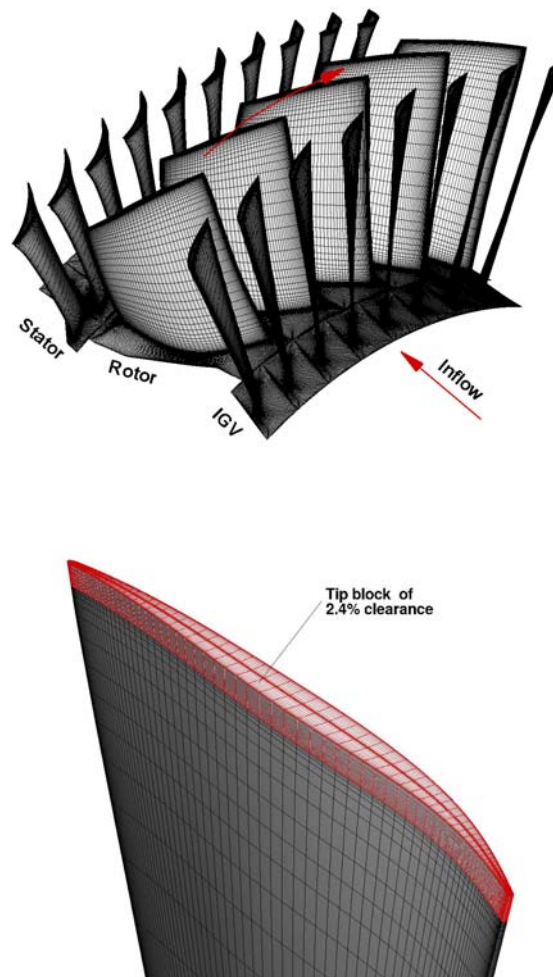 Stator
Rotor
IGV
Inflow
Tip block of
2.4% clearance